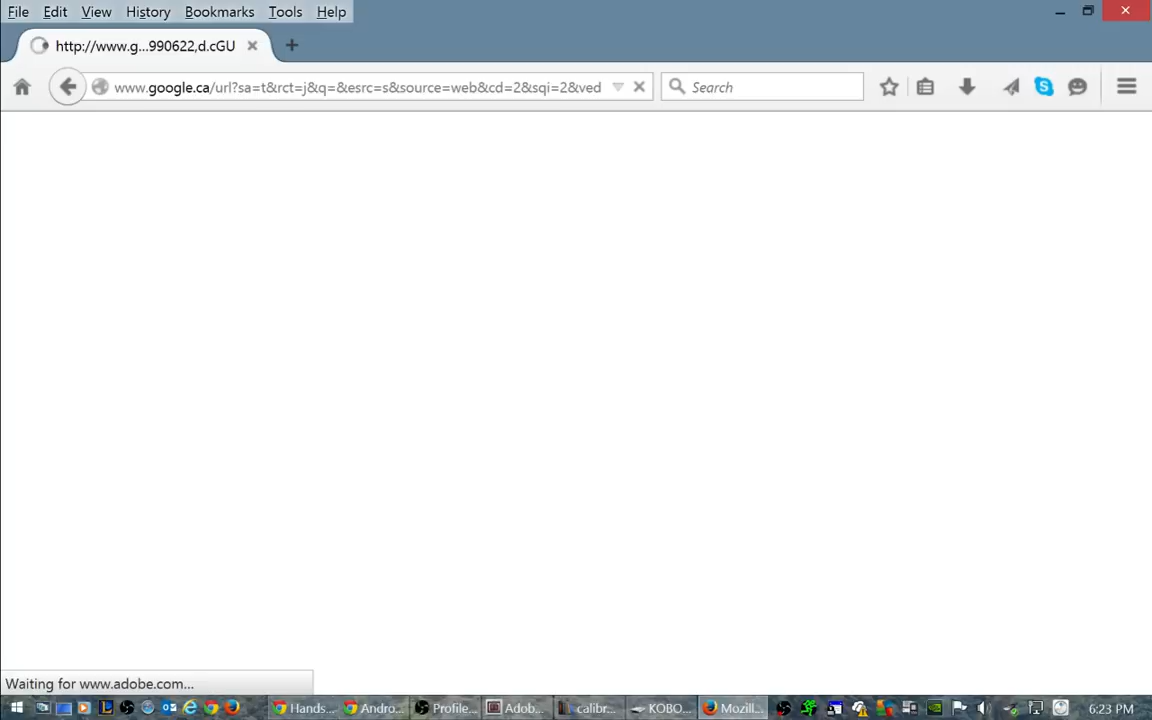 File Edit View History Bookmarks Tools Help
http://www.g...990622,d.cGU
www.google.ca/url?sa=t&rct=j&q=&esrc=s&source=web&cd=2&sqi=2&ved
Search
Waiting for www.adobe.com...
Hands... Andro... Profile... Adob... calibr... KOBO... Mozill... 6:23 PM